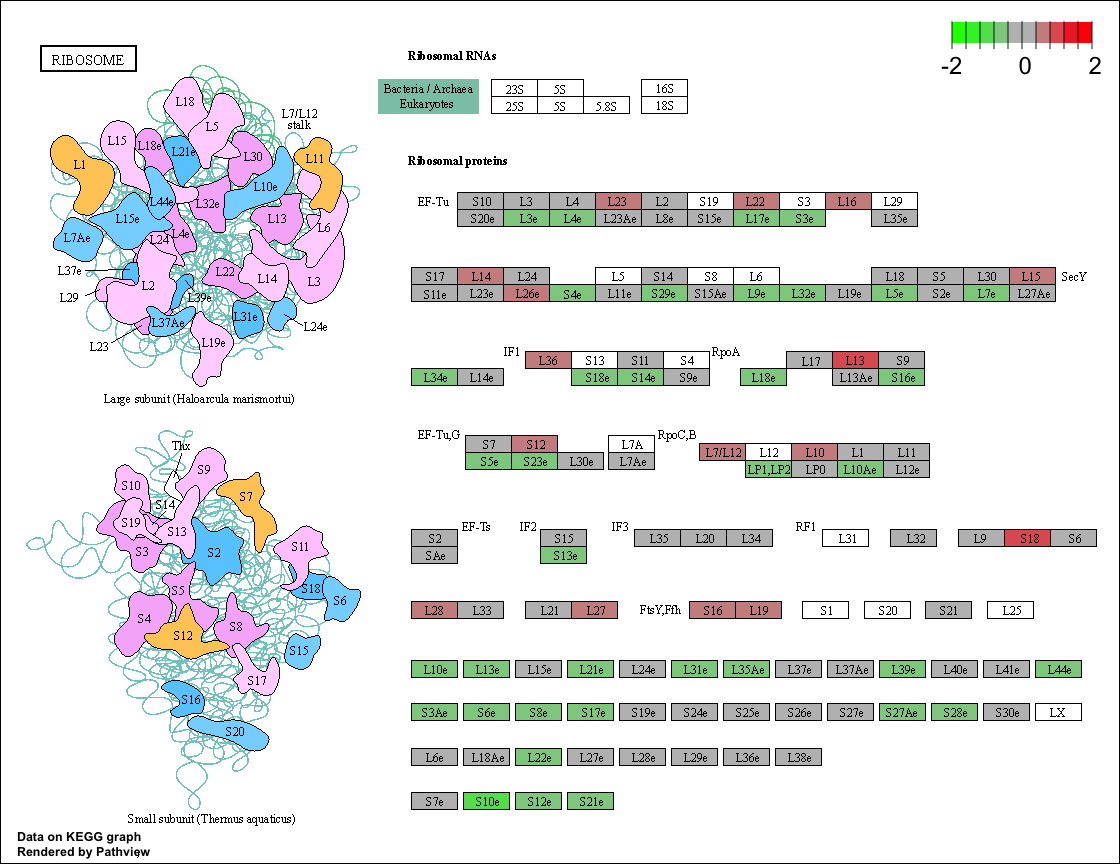 RIBOSOME
Ribosomal RNAs
-2 0 2
Bacteria / Archaea
Eukaryotes
23S 5S 16S
25S 5S 5.8S 18S
Ribosomal proteins
EF-Tu S10 L3 L4 L23 L2 S19 L22 S3 L16 L29
S20e L3e L4e L23Ae L8e S15e L17e S3e L35e
S17 L14 L24 L5 S14 S8 L6 L18 S5 L30 L15 SecY
S11e L23e L26e S4e L11e S29e S15Ae L9e L32e L19e L5e S2e L7e L27Ae
IF1 L36 S13 S11 S4 RpoA L17 L13 S9
L34e L14e S18e S14e S9e L18e L13Ae S16e
EF-Tu,G S7 S12 L7A RpoC,B L7/L12 L12 L10 L1 L11
S5e S23e L30e L7Ae LP1,LP2 LP0 L10Ae L12e
S2 EF-Ts IF2 S15 IF3 L35 L20 L34 RF1 L31 L32 L9 S18 S6
SAe S13e
L28 L33 L21 L27 FtsY,Ffh S16 L19 S1 S20 S21 L25
L10e L13e L15e L21e L24e L31e L35Ae L37e L37Ae L39e L40e L41e L44e
S3Ae S6e S8e S17e S19e S24e S25e S26e S27e S27Ae S28e S30e LX
L6e L18Ae L22e L27e L28e L29e L36e L38e
S7e S10e S12e S21e
L18
L5
L7/L12
stalk
L15
L18e
L21e
L30
L11
L1
L10e
L44e
L32e
L15e
L13
L6
L7Ae
L24
L4e
L37e
L22
L14
L3
L2
L29
L39e
L37Ae
L31e
L24e
L23
L19e
Large subunit (Haloarcula marismortui)
Thx
S9
S10
S7
S14
S19
S13
S3
S2
S11
S5
S18
S6
S4
S12
S8
S15
S17
S16
S20
Small subunit (Thermus aquaticus)
Data on KEGG graph
Rendered by Pathview